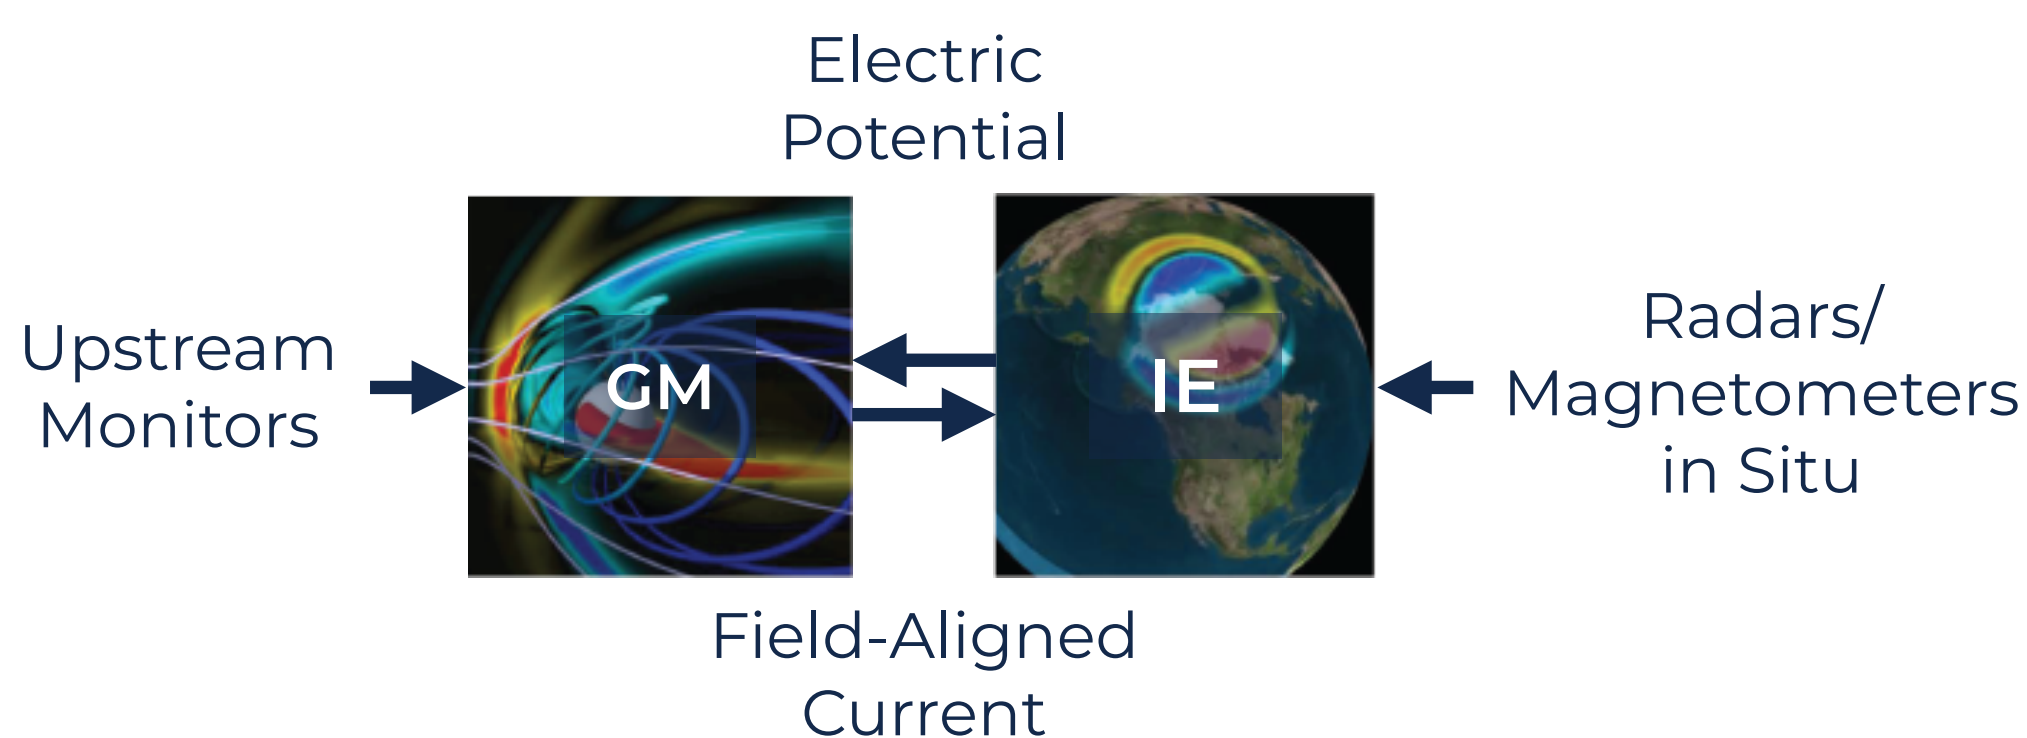 Electric
Potential
Upstream
Monitors
GM
IE
Radars/
Magnetometers
in Situ
Field-Aligned
Current